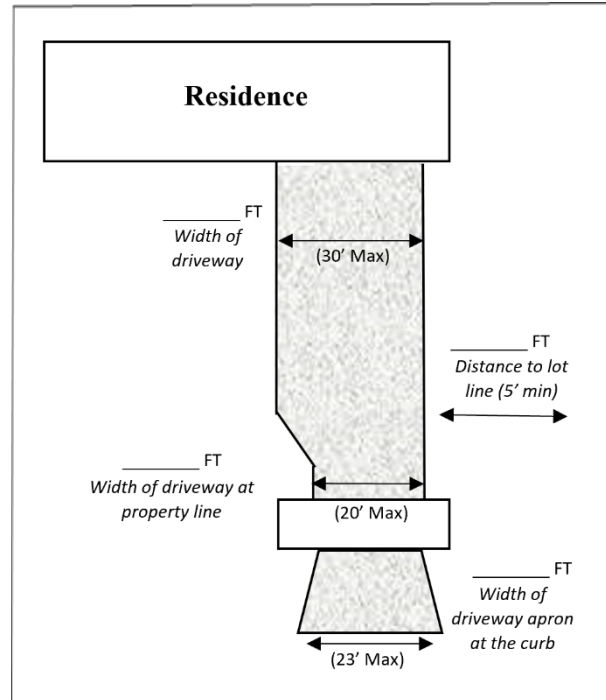 Residence
________ FT
Width of
driveway
(30' Max)
________ FT
Distance to lot
line (5' min)
________ FT
Width of driveway at
property line
(20' Max)
________ FT
Width of
driveway apron
at the curb
(23' Max)